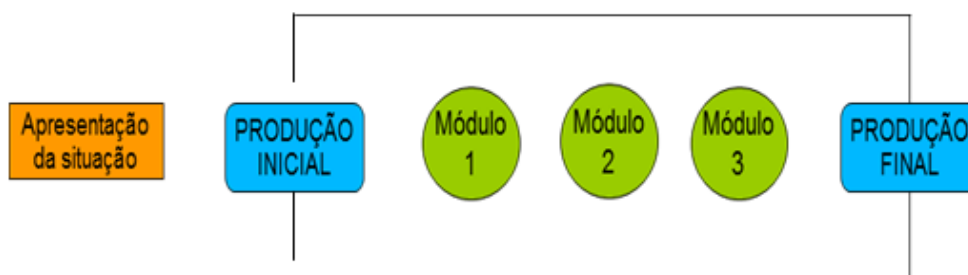 Apresentação
da situação
PRODUÇÃO
INICIAL
Módulo
1
Módulo
2
Módulo
3
PRODUÇÃO
FINAL